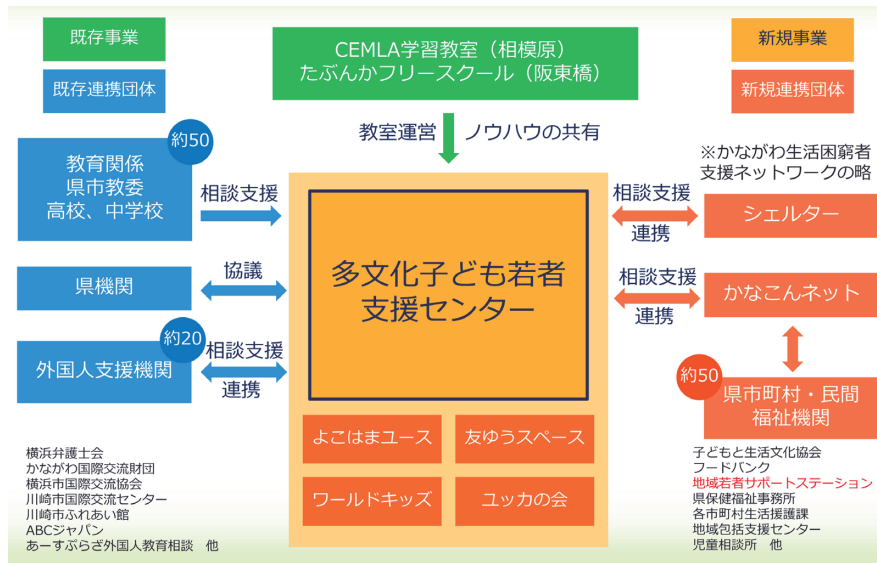 既存事業
既存連携団体
CEMLA学習教室（相模原）
たぶんかフリースクール（阪東橋）
新規事業
新規連携団体
教室運営　ノウハウの共有
約50
教育関係
県市教委
高校、中学校
相談支援
県機関
協議
約20
外国人支援機関
相談支援
連携
横浜弁護士会
かながわ国際交流財団
横浜市国際交流協会
川崎市国際交流センター
川崎市ふれあい館
ABCジャパン
あーすぷらざ外国人教育相談　他
多文化子ども若者
支援センター
よこはまユース
友ゆうスペース
ワールドキッズ
ユッカの会
※かながわ生活困窮者
支援ネットワークの略
相談支援
連携
シェルター
相談支援
連携
かなこんネット
約50
県市町村・民間
福祉機関
子どもと生活文化協会
フードバンク
地域若者サポートステーション
県保健福祉事務所
各市町村生活援護課
地域包括支援センター
児童相談所　他